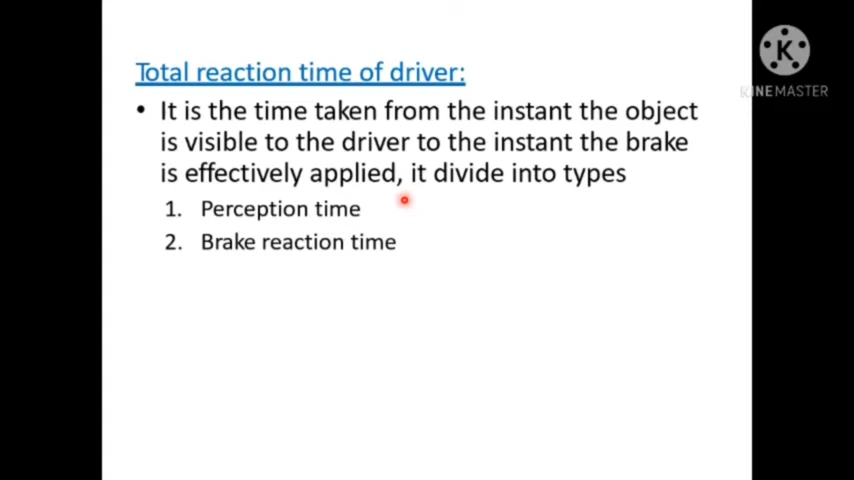 Total reaction time of driver:
K
KINEMASTER
• It is the time taken from the instant the object
is visible to the driver to the instant the brake
is effectively applied, it divide into types
1. Perception time
2. Brake reaction time